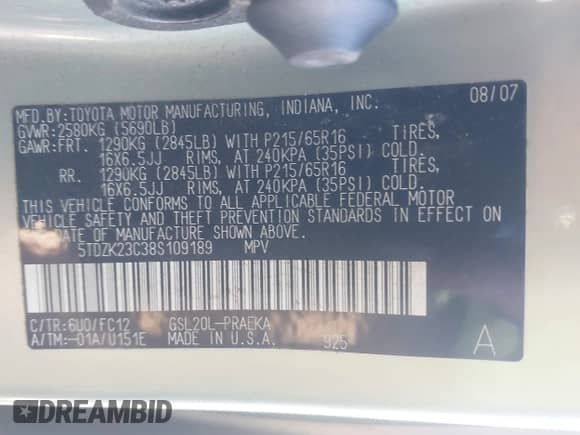 MFD.BY:TOYOTA MOTOR MANUFACTURING, INDIANA, INC. 08/07
GVWR:2580KG (5690LB)
GAWR:FRT. 1290KG (2845LB) WITH P215/65R16 TIRES,
16X6.5JJ RIMS, AT 240KPA (35PSI) COLD.
RR. 1290KG (2845LB) WITH P215/65R16 TIRES,
16X6.5JJ RIMS, AT 240KPA (35PSI) COLD.
THIS VEHICLE CONFORMS TO ALL APPLICABLE FEDERAL MOTOR
VEHICLE SAFETY AND THEFT PREVENTION STANDARDS IN EFFECT ON
DATE OF MANUFACTURE SHOWN ABOVE.
5TDZK23C38S109189 MPV
C/TR:6U0/FC12 GSL20L-PRAEKA
A/TM:-01A/U151E MADE IN U.S.A. 925 A
DREAMBID